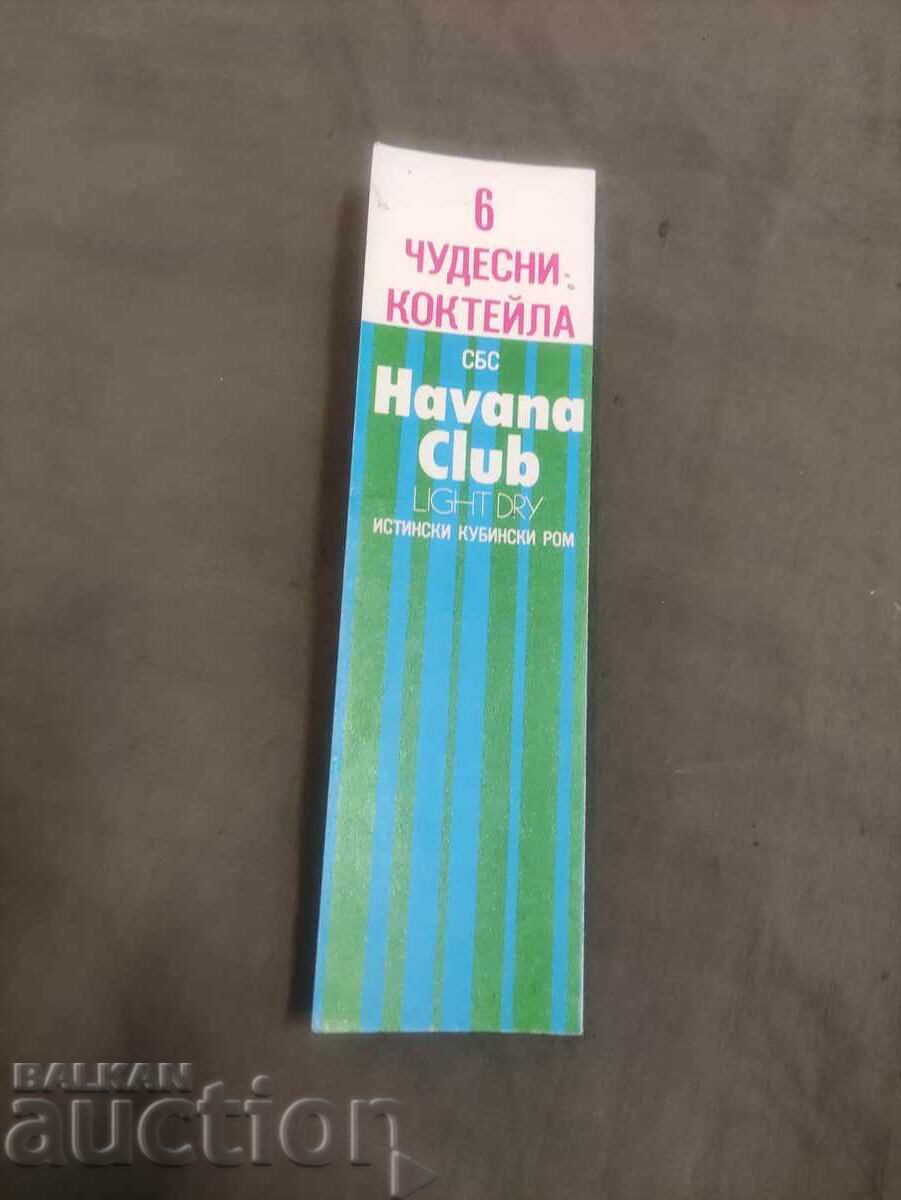 6
ЧУДЕСНИ
КОКТЕЙЛА
СБС
Havana
Club
LIGHT DRY
ИСТИНСКИ КУБИНСКИ РОМ
BALKAN
auction